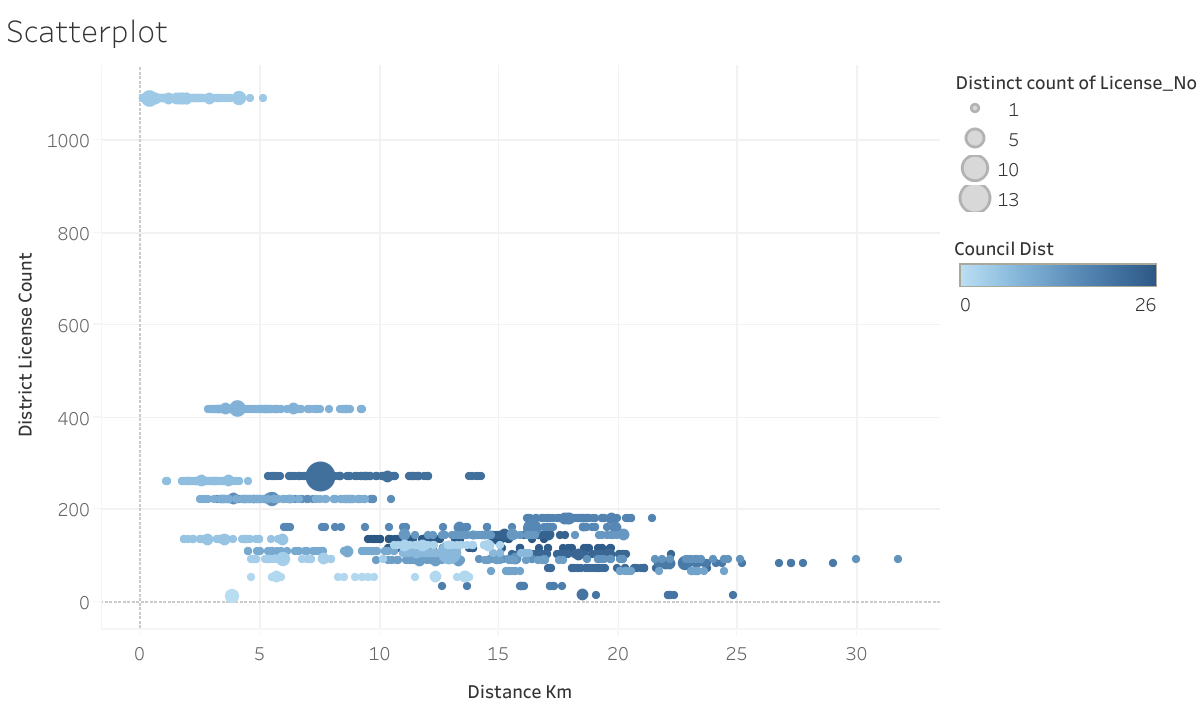 Scatterplot
Distinct count of License_No
1
5
10
13
Council Dist
0 26
District License Count
1000
800
600
400
200
0
0 5 10 15 20 25 30
Distance Km